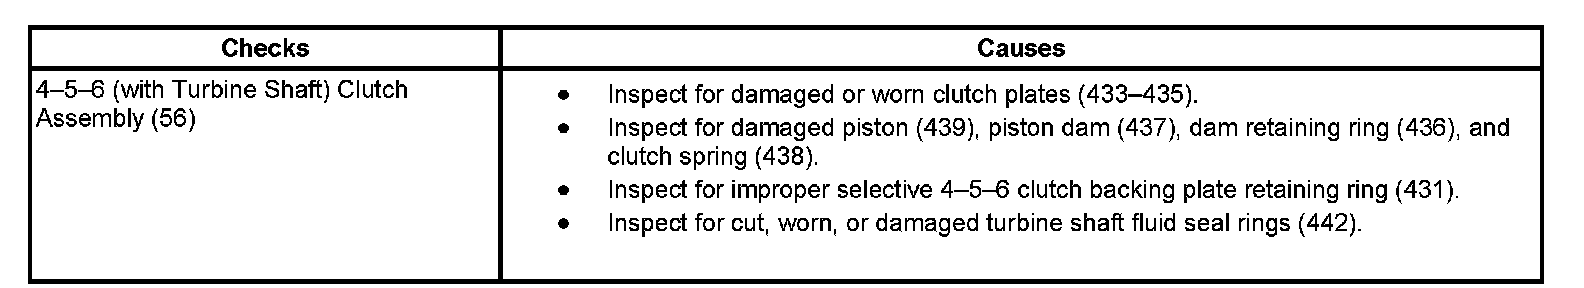 Checks
Causes
4–5–6 (with Turbine Shaft) Clutch
Assembly (56)
● Inspect for damaged or worn clutch plates (433–435).
● Inspect for damaged piston (439), piston dam (437), dam retaining ring (436), and
clutch spring (438).
● Inspect for improper selective 4–5–6 clutch backing plate retaining ring (431).
● Inspect for cut, worn, or damaged turbine shaft fluid seal rings (442).